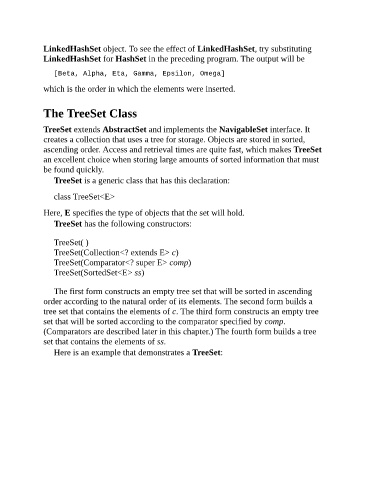 LinkedHashSet object. To see the effect of LinkedHashSet, try substituting
LinkedHashSet for HashSet in the preceding program. The output will be
[Beta, Alpha, Eta, Gamma, Epsilon, Omega]
which is the order in which the elements were inserted.
The TreeSet Class
TreeSet extends AbstractSet and implements the NavigableSet interface. It
creates a collection that uses a tree for storage. Objects are stored in sorted,
ascending order. Access and retrieval times are quite fast, which makes TreeSet
an excellent choice when storing large amounts of sorted information that must
be found quickly.
TreeSet is a generic class that has this declaration:
class TreeSet<E>
Here, E specifies the type of objects that the set will hold.
TreeSet has the following constructors:
TreeSet( )
TreeSet(Collection<? extends E> c)
TreeSet(Comparator<? super E> comp)
TreeSet(SortedSet<E> ss)
The first form constructs an empty tree set that will be sorted in ascending
order according to the natural order of its elements. The second form builds a
tree set that contains the elements of c. The third form constructs an empty tree
set that will be sorted according to the comparator specified by comp.
(Comparators are described later in this chapter.) The fourth form builds a tree
set that contains the elements of ss.
Here is an example that demonstrates a TreeSet: